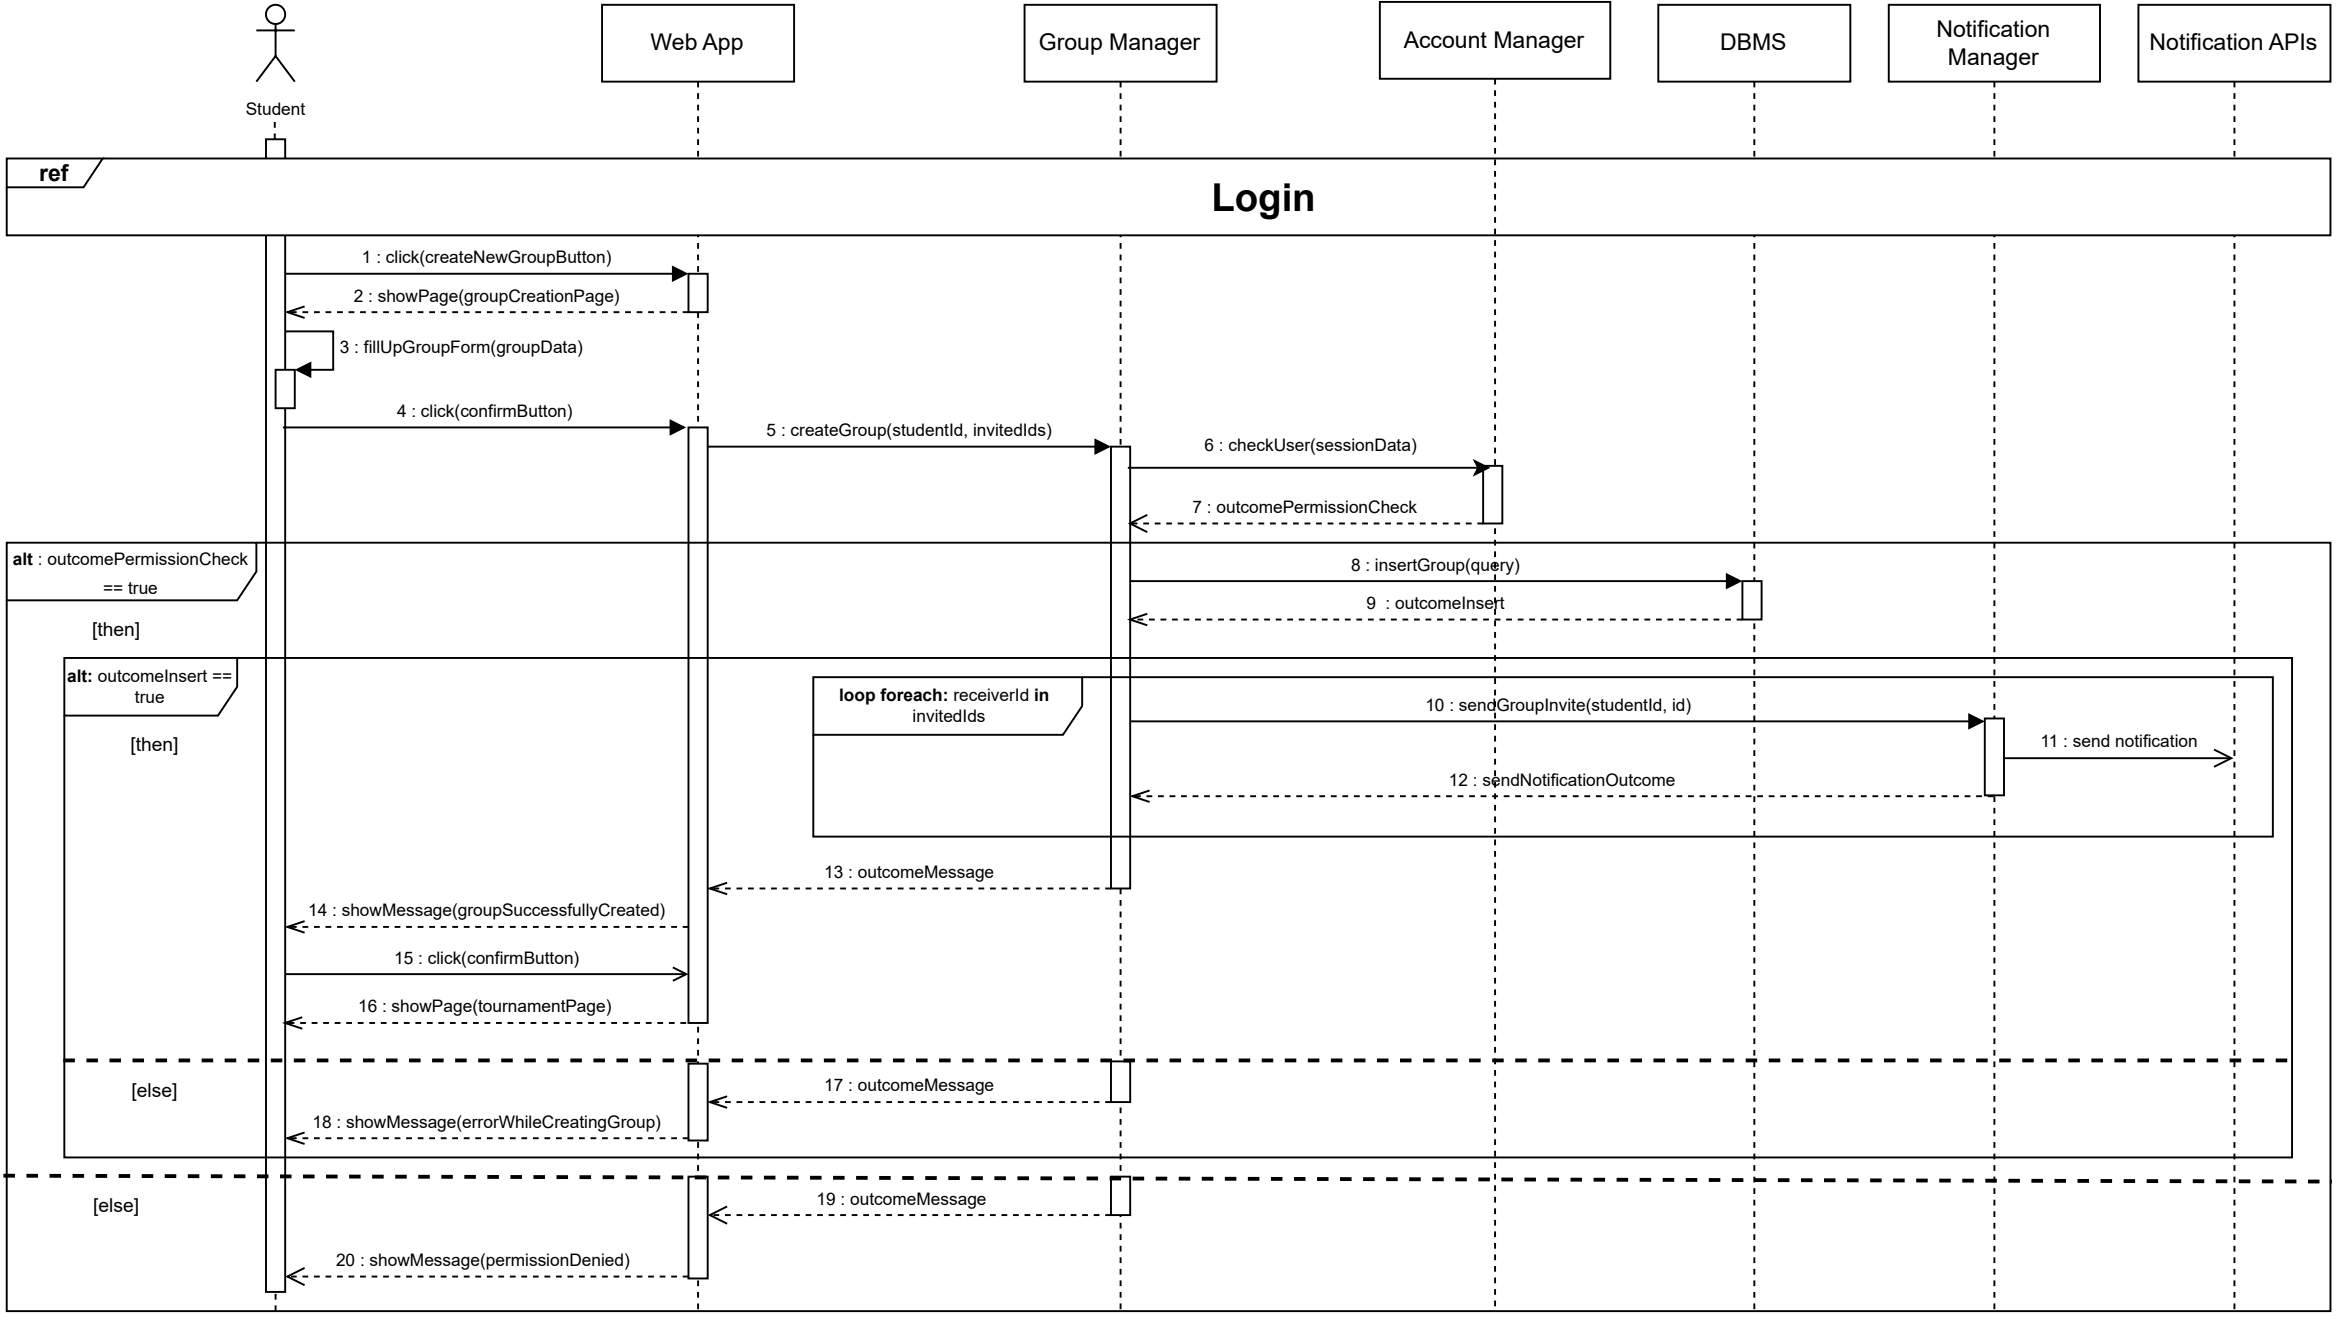 Student
Web App
Group Manager
Account Manager
DBMS
Notification
Manager
Notification APIs
ref
Login
1 : click(createNewGroupButton)
2 : showPage(groupCreationPage)
3 : fillUpGroupForm(groupData)
4 : click(confirmButton)
5 : createGroup(studentId, invitedIds)
6 : checkUser(sessionData)
7 : outcomePermissionCheck
alt : outcomePermissionCheck
== true
[then]
8 : insertGroup(query)
9 : outcomeInsert
alt: outcomeInsert ==
true
[then]
loop foreach: receiverId in
invitedIds
10 : sendGroupInvite(studentId, id)
11 : send notification
12 : sendNotificationOutcome
13 : outcomeMessage
14 : showMessage(groupSuccessfullyCreated)
15 : click(confirmButton)
16 : showPage(tournamentPage)
[else]
17 : outcomeMessage
18 : showMessage(errorWhileCreatingGroup)
[else]
19 : outcomeMessage
20 : showMessage(permissionDenied)